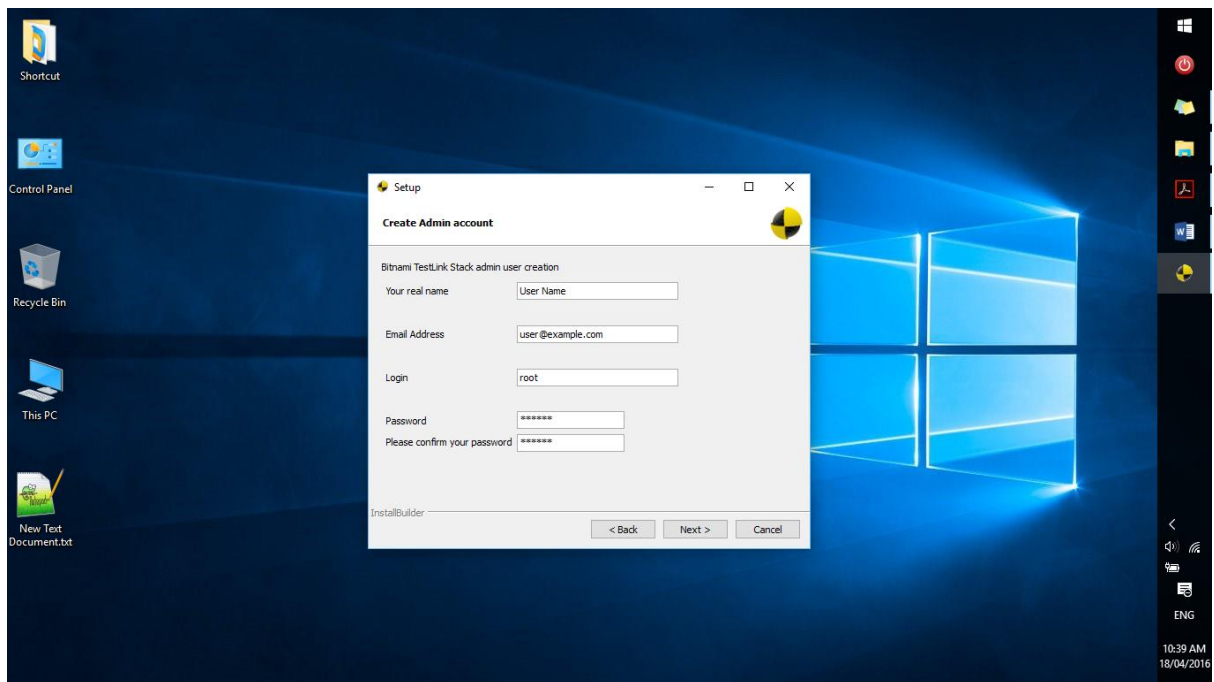 Shortcut
Control Panel
Recycle Bin
This PC
New Text
Document.txt
Setup
Create Admin account
Bitnami TestLink Stack admin user creation
Your real name User Name
Email Address user@example.com
Login root
Password ******
Please confirm your password ******
InstallBuilder
< Back Next > Cancel
ENG
10:39 AM
18/04/2016